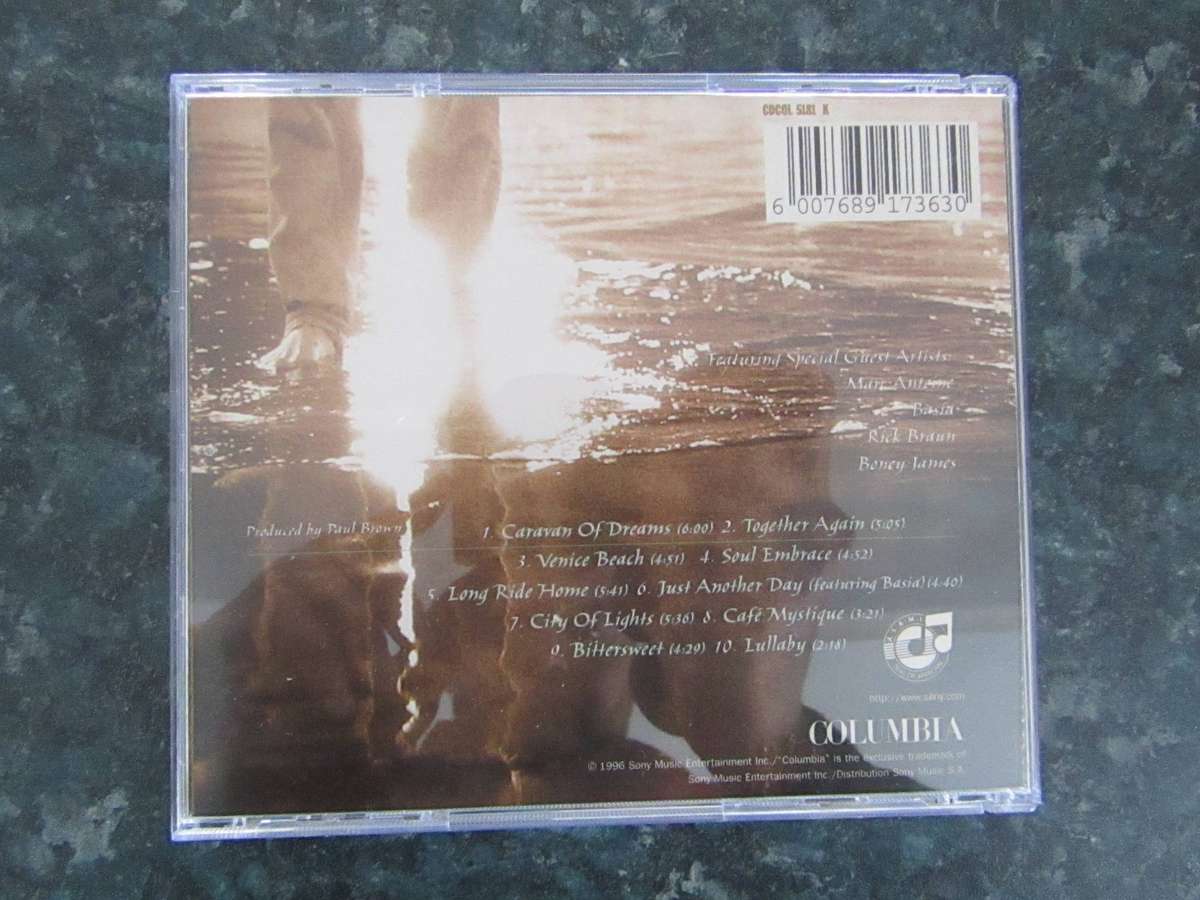 CDCOL 5181 K
6 007689 173630
Featuring Special Guest Artists:
Marc Antoine
Basia
Rick Braun
Boney James
Produced by Paul Brown
1. Caravan Of Dreams (6:00) 2. Together Again (5:05)
3. Venice Beach (4:51) 4. Soul Embrace (4:52)
5. Long Ride Home (5:41) 6. Just Another Day (featuring Basia) (4:40)
7. City Of Lights (5:36) 8. Café Mystique (3:21)
9. Bittersweet (4:29) 10. Lullaby (2:18)
COLUMBIA
© 1996 Sony Music Entertainment Inc./"Columbia" is the exclusive trademark of
Sony Music Entertainment Inc./Distribution Sony Music S.A.